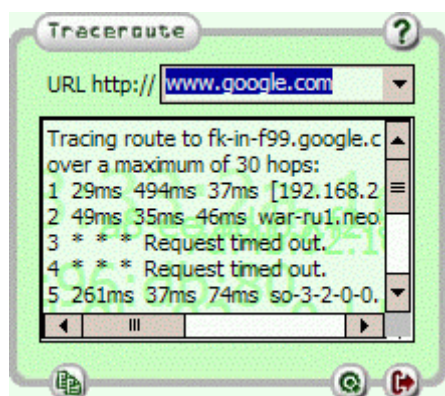 Traceroute
?
URL http:// www.google.com
Tracing route to fk-in-f99.google.c
over a maximum of 30 hops:
1 29ms 494ms 37ms [192.168.2
2 49ms 35ms 46ms war-ru1.neo
3 * * * Request timed out.
4 * * * Request timed out.
5 261ms 37ms 74ms so-3-2-0-0.